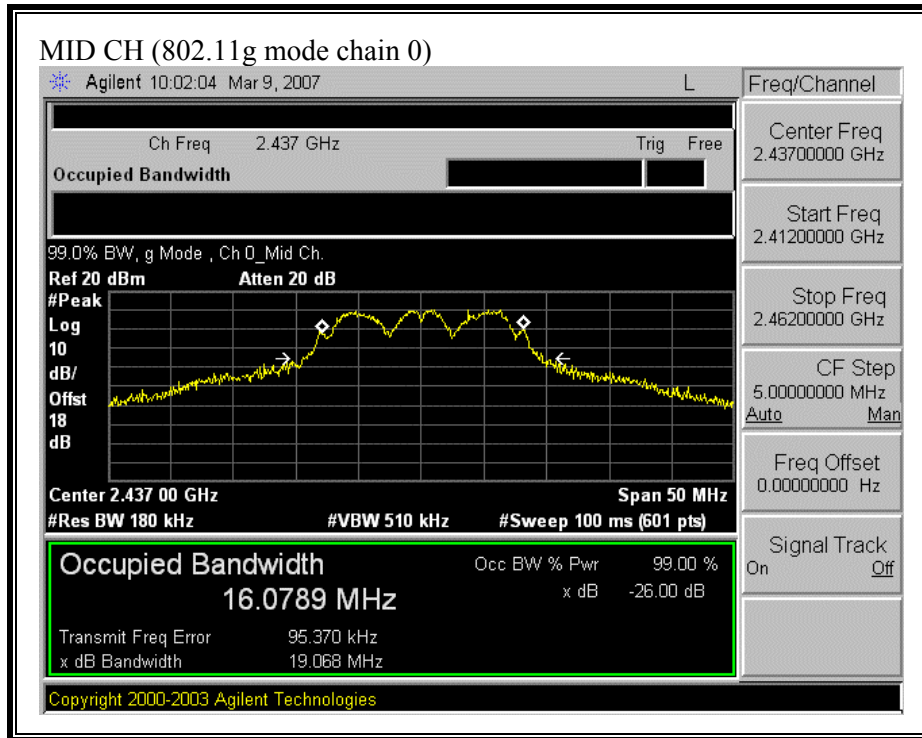 MID CH (802.11g mode chain 0)
Agilent 10:02:04 Mar 9, 2007 L
Freq/Channel
Ch Freq 2.437 GHz Trig Free
Occupied Bandwidth
Center Freq
2.43700000 GHz
Start Freq
2.41200000 GHz
Stop Freq
2.46200000 GHz
CF Step
5.00000000 MHz
Auto Man
Freq Offset
0.00000000 Hz
Signal Track
On Off
99.0% BW, g Mode , Ch 0_Mid Ch.
Ref 20 dBm Atten 20 dB
#Peak
Log
10
dB/
Offst
18
dB
Center 2.437 00 GHz Span 50 MHz
#Res BW 180 kHz #VBW 510 kHz #Sweep 100 ms (601 pts)
Occupied Bandwidth Occ BW % Pwr 99.00 %
16.0789 MHz x dB -26.00 dB
Transmit Freq Error 95.370 kHz
x dB Bandwidth 19.068 MHz
Copyright 2000-2003 Agilent Technologies